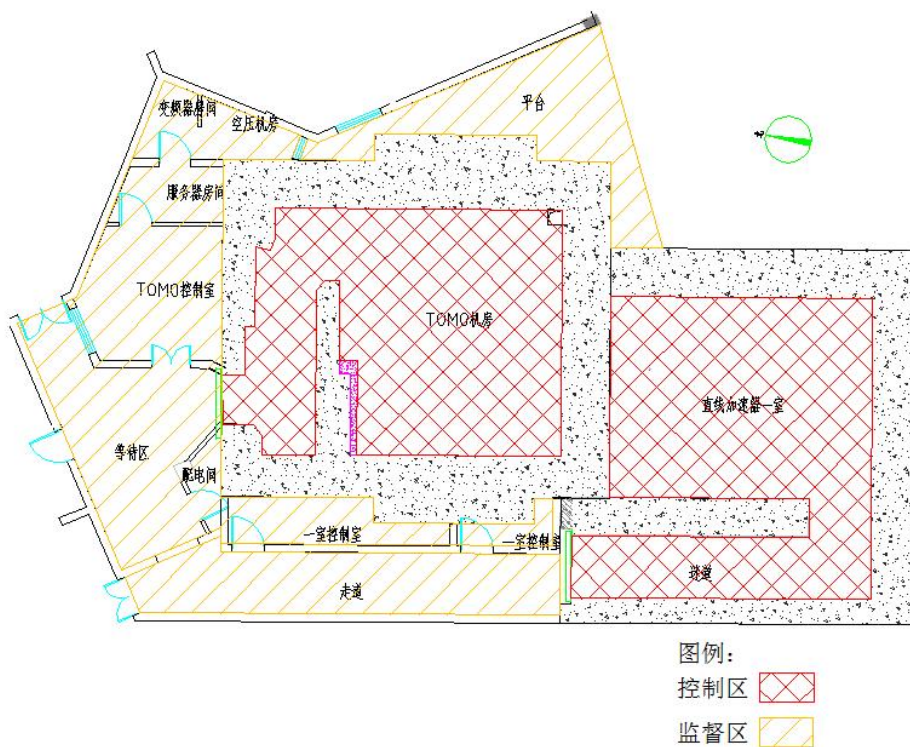 变频器房间
空压机房
平台
北
服务器房间
TOMO控制室
TOMO机房
直线加速器一室
等待区
配电间
一室控制室
一室控制室
迷道
走道
图例：
控制区
监督区